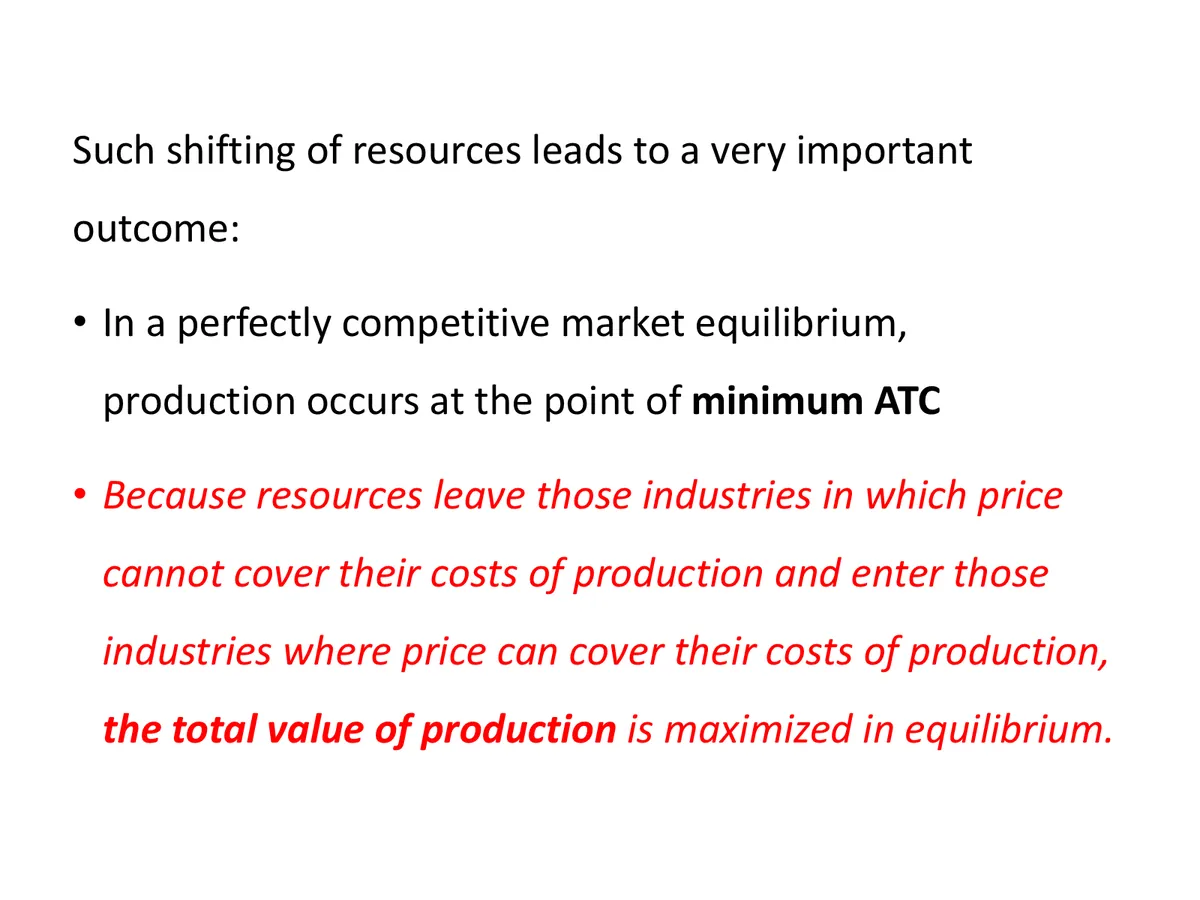 Such shifting of resources leads to a very important
outcome:
• In a perfectly competitive market equilibrium,
production occurs at the point of minimum ATC
• Because resources leave those industries in which price
cannot cover their costs of production and enter those
industries where price can cover their costs of production,
the total value of production is maximized in equilibrium.